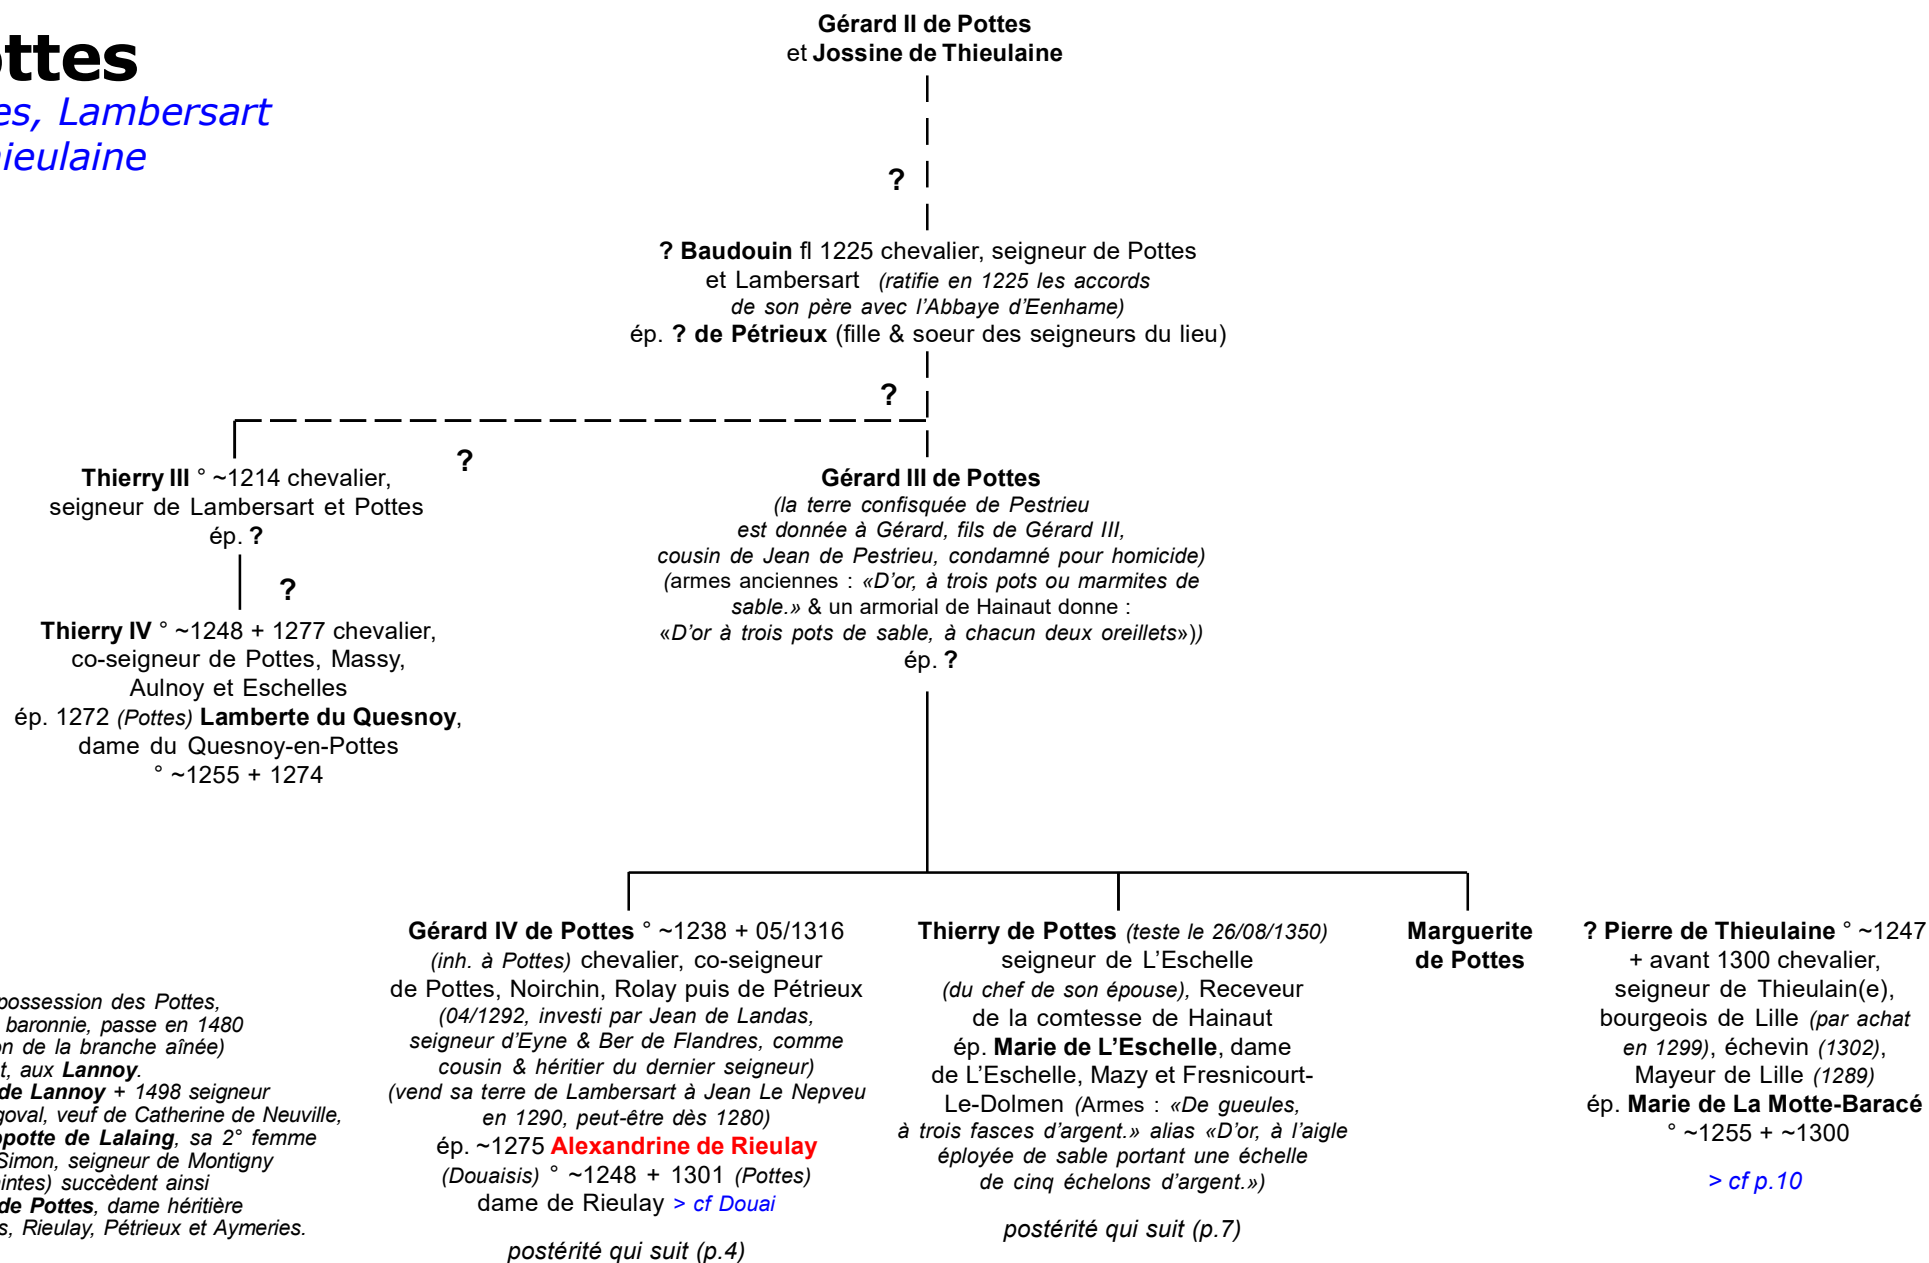 ottes
es, Lambersart
hieulaine
Gérard II de Pottes
et Jossine de Thieulaine
?
? Baudouin fl 1225 chevalier, seigneur de Pottes
et Lambersart (ratifie en 1225 les accords
de son père avec l'Abbaye d'Eenhame)
ép. ? de Pétrieux (fille & soeur des seigneurs du lieu)
?
?
Thierry III ° ~1214 chevalier,
seigneur de Lambersart et Pottes
ép. ?
?
Thierry IV ° ~1248 + 1277 chevalier,
co-seigneur de Pottes, Massy,
Aulnoy et Eschelles
ép. 1272 (Pottes) Lamberte du Quesnoy,
dame du Quesnoy-en-Pottes
° ~1255 + 1274
Gérard III de Pottes
(la terre confisquée de Pestrieu
est donnée à Gérard, fils de Gérard III,
cousin de Jean de Pestrieu, condamné pour homicide)
(armes anciennes : «D'or, à trois pots ou marmites de
sable.» & un armorial de Hainaut donne :
«D'or à trois pots de sable, à chacun deux oreillets»))
ép. ?
possession des Pottes,
baronnie, passe en 1480
on de la branche aînée)
t, aux Lannoy.
de Lannoy + 1498 seigneur
goval, veuf de Catherine de Neuville,
ppotte de Lalaing, sa 2° femme
Simon, seigneur de Montigny
intes) succèdent ainsi
de Pottes, dame héritière
s, Rieulay, Pétrieux et Aymeries.
Gérard IV de Pottes ° ~1238 + 05/1316
(inh. à Pottes) chevalier, co-seigneur
de Pottes, Noirchin, Rolay puis de Pétrieux
(04/1292, investi par Jean de Landas,
seigneur d'Eyne & Ber de Flandres, comme
cousin & héritier du dernier seigneur)
(vend sa terre de Lambersart à Jean Le Nepveu
en 1290, peut-être dès 1280)
ép. ~1275 Alexandrine de Rieulay
(Douaisis) ° ~1248 + 1301 (Pottes)
dame de Rieulay > cf Douai
postérité qui suit (p.4)
Thierry de Pottes (teste le 26/08/1350)
seigneur de L'Eschelle
(du chef de son épouse), Receveur
de la comtesse de Hainaut
ép. Marie de L'Eschelle, dame
de L'Eschelle, Mazy et Fresnicourt-
Le-Dolmen (Armes : «De gueules,
à trois fasces d'argent.» alias «D'or, à l'aigle
éployée de sable portant une échelle
de cinq échelons d'argent.»)
postérité qui suit (p.7)
Marguerite
de Pottes
? Pierre de Thieulaine ° ~1247
+ avant 1300 chevalier,
seigneur de Thieulain(e),
bourgeois de Lille (par achat
en 1299), échevin (1302),
Mayeur de Lille (1289)
ép. Marie de La Motte-Baracé
° ~1255 + ~1300
> cf p.10